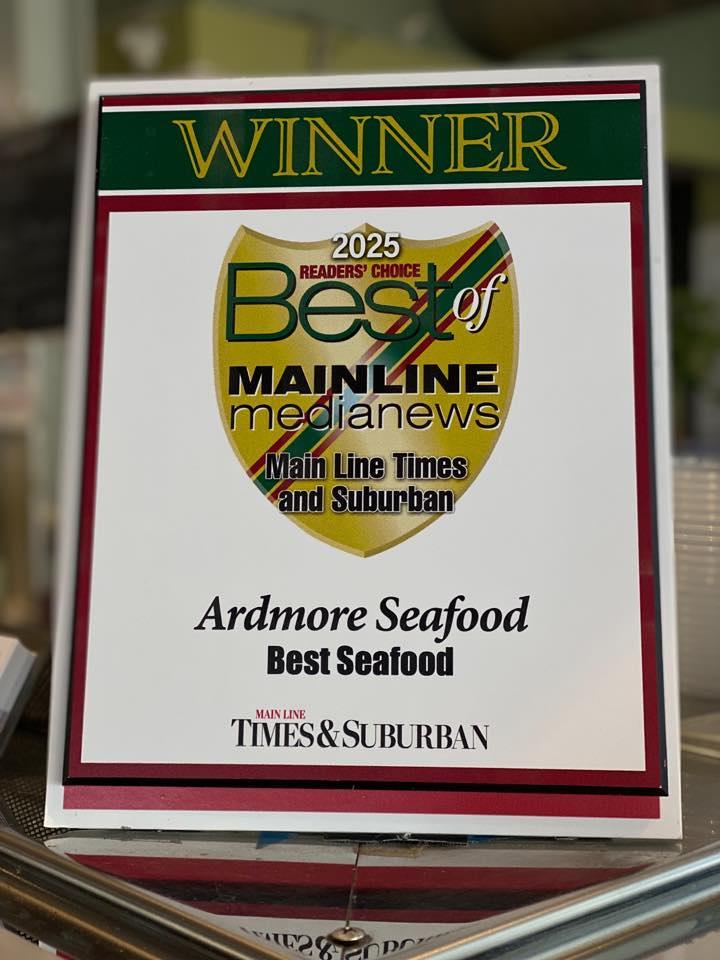 WINNER
2025
READERS' CHOICE
Best of
MAINLINE
medianews
Main Line Times
and Suburban
Ardmore Seafood
Best Seafood
MAIN LINE
TIMES & SUBURBAN